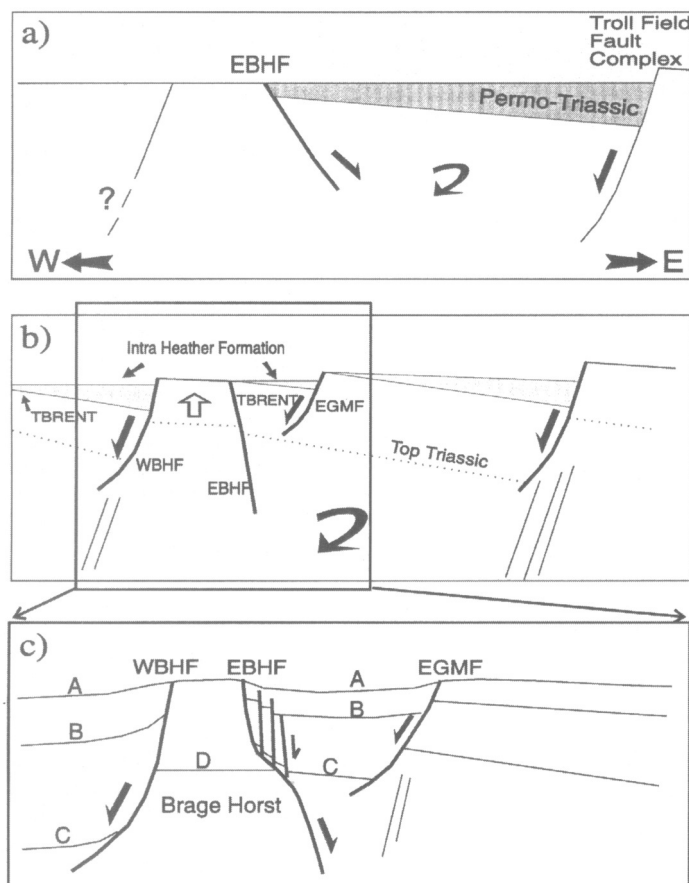 a)
Troll Field
Fault
Complex
EBHF
Permo-Triassic
?
W
E
b)
Intra Heather Formation
TBRENT
TBRENT
EGMF
WBHF
EBHF
Top Triassic
c)
WBHF
EBHF
EGMF
A
A
B
B
D
C
C
Brage Horst